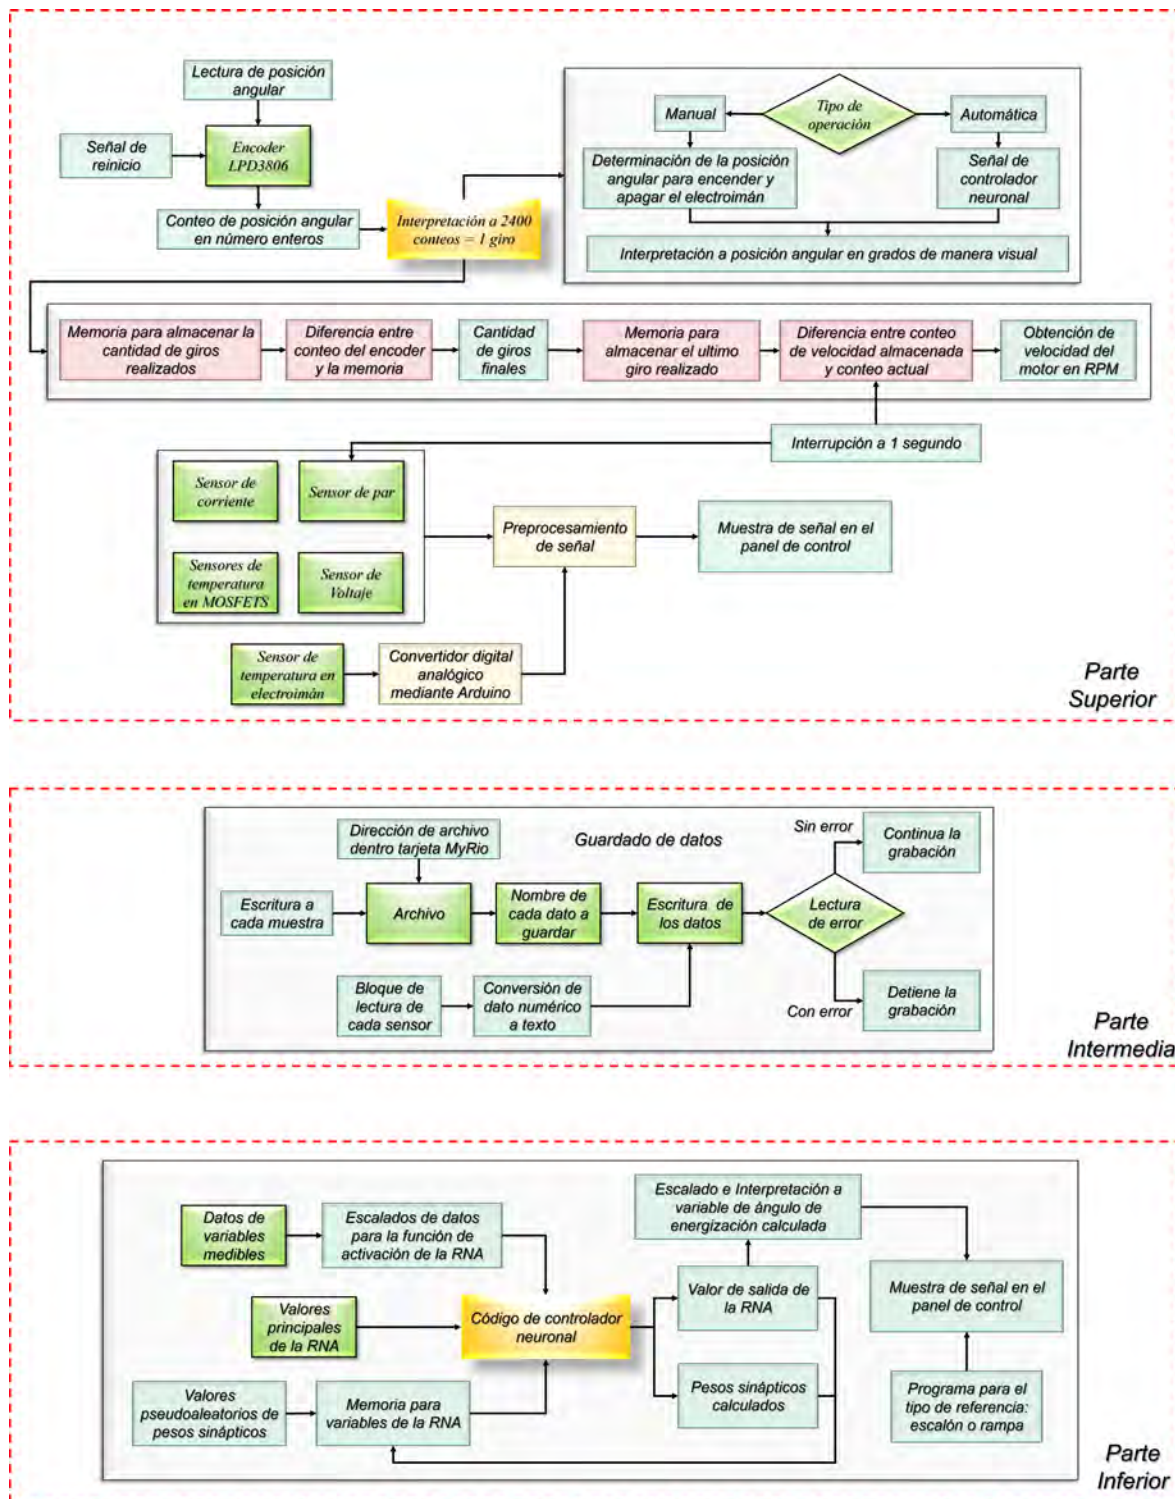 Lectura de posición
angular
Señal de
reinicio
Encoder
LPD3806
Conteo de posición angular
en número enteros
Interpretación a 2400
conteos = 1 giro
Tipo de
operación
Manual
Automática
Determinación de la posición
angular para encender y
apagar el electroimán
Señal de
controlador
neuronal
Interpretación a posición angular en grados de manera visual
Memoria para almacenar la
cantidad de giros
realizados
Diferencia entre
conteo del encoder
y la memoria
Cantidad
de giros
finales
Memoria para
almacenar el ultimo
giro realizado
Diferencia entre conteo
de velocidad almacenada
y conteo actual
Obtención de
velocidad del
motor en RPM
Interrupción a 1 segundo
Sensor de
corriente
Sensor de par
Sensores de
temperatura
en MOSFETS
Sensor de
Voltaje
Preprocesamiento
de señal
Muestra de señal en el
panel de control
Sensor de
temperatura en
electroimán
Convertidor digital
analógico
mediante Arduino
Parte
Superior
Dirección de archivo
dentro tarjeta MyRio
Guardado de datos
Sin error
Continua la
grabación
Escritura a
cada muestra
Archivo
Nombre de
cada dato a
guardar
Escritura de
los datos
Lectura
de error
Bloque de
lectura de
cada sensor
Conversión de
dato numérico
a texto
Con error
Detiene la
grabación
Parte
Intermedia
Datos de
variables
medibles
Escalados de datos
para la función de
activación de la RNA
Escalado e Interpretación a
variable de ángulo de
energización calculada
Valores
principales
de la RNA
Código de controlador
neuronal
Valor de salida de
la RNA
Muestra de señal en el
panel de control
Valores
pseudoaleatorios de
pesos sinápticos
Memoria para
variables de la RNA
Pesos sinápticos
calculados
Programa para el
tipo de referencia:
escalón o rampa
Parte
Inferior